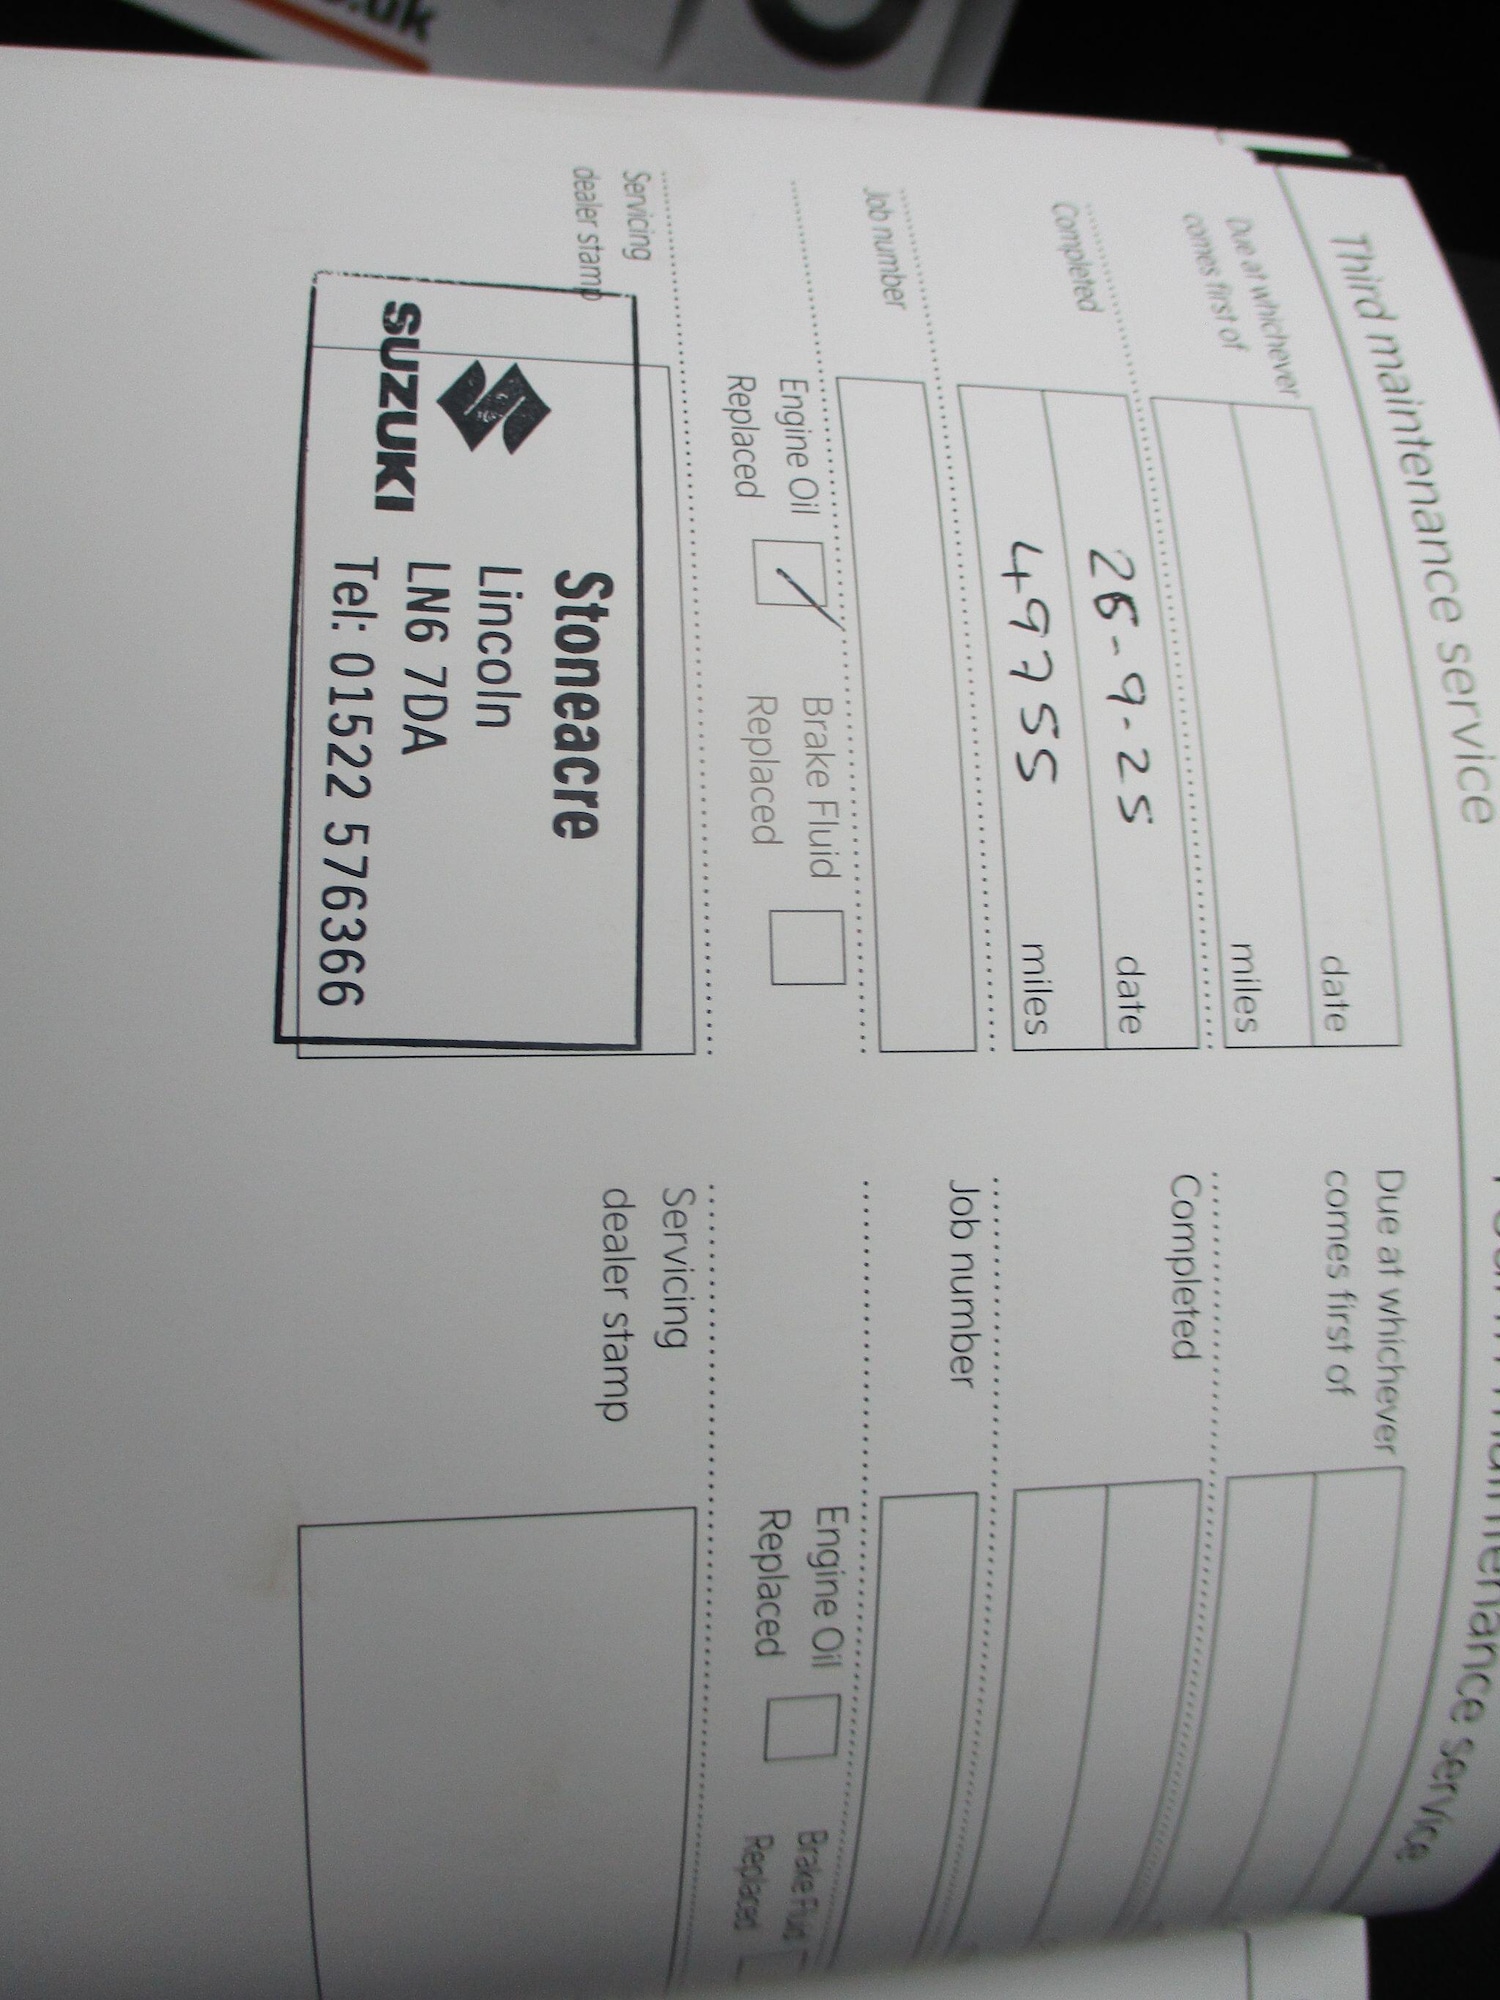 .uk
Third maintenance service
Due at whichever
comes first of
date
miles
Completed
26-9-25 date
49755 miles
Job number
Engine Oil
Replaced
Brake Fluid
Replaced
Servicing
dealer stamp
SUZUKI
Stoneacre
Lincoln
LN6 7DA
Tel: 01522 576366
maintenance service
Due at whichever
comes first of
Completed
Job number
Engine Oil
Replaced
Brake Fluid
Replaced
Servicing
dealer stamp